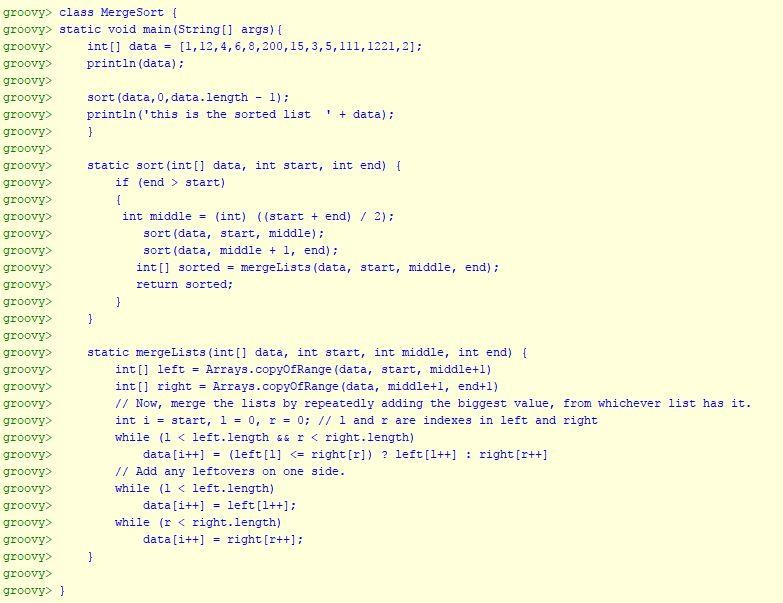 groovy> class MergeSort {
groovy> static void main(String[] args){
groovy>     int[] data = [1,12,4,6,8,200,15,3,5,111,1221,2];
groovy>     println(data);
groovy>
groovy>     sort(data,0,data.length - 1);
groovy>     println('this is the sorted list  ' + data);
groovy>     }
groovy>
groovy>     static sort(int[] data, int start, int end) {
groovy>         if (end > start)
groovy>         {
groovy>          int middle = (int) ((start + end) / 2);
groovy>             sort(data, start, middle);
groovy>             sort(data, middle + 1, end);
groovy>            int[] sorted = mergeLists(data, start, middle, end);
groovy>            return sorted;
groovy>         }
groovy>     }
groovy>
groovy>     static mergeLists(int[] data, int start, int middle, int end) {
groovy>         int[] left = Arrays.copyOfRange(data, start, middle+1)
groovy>         int[] right = Arrays.copyOfRange(data, middle+1, end+1)
groovy>         // Now, merge the lists by repeatedly adding the biggest value, from whichever list has it.
groovy>         int i = start, l = 0, r = 0; // l and r are indexes in left and right
groovy>         while (l < left.length && r < right.length)
groovy>             data[i++] = (left[l] <= right[r]) ? left[l++] : right[r++]
groovy>         // Add any leftovers on one side.
groovy>         while (l < left.length)
groovy>             data[i++] = left[l++];
groovy>         while (r < right.length)
groovy>             data[i++] = right[r++];
groovy>     }
groovy>
groovy> }